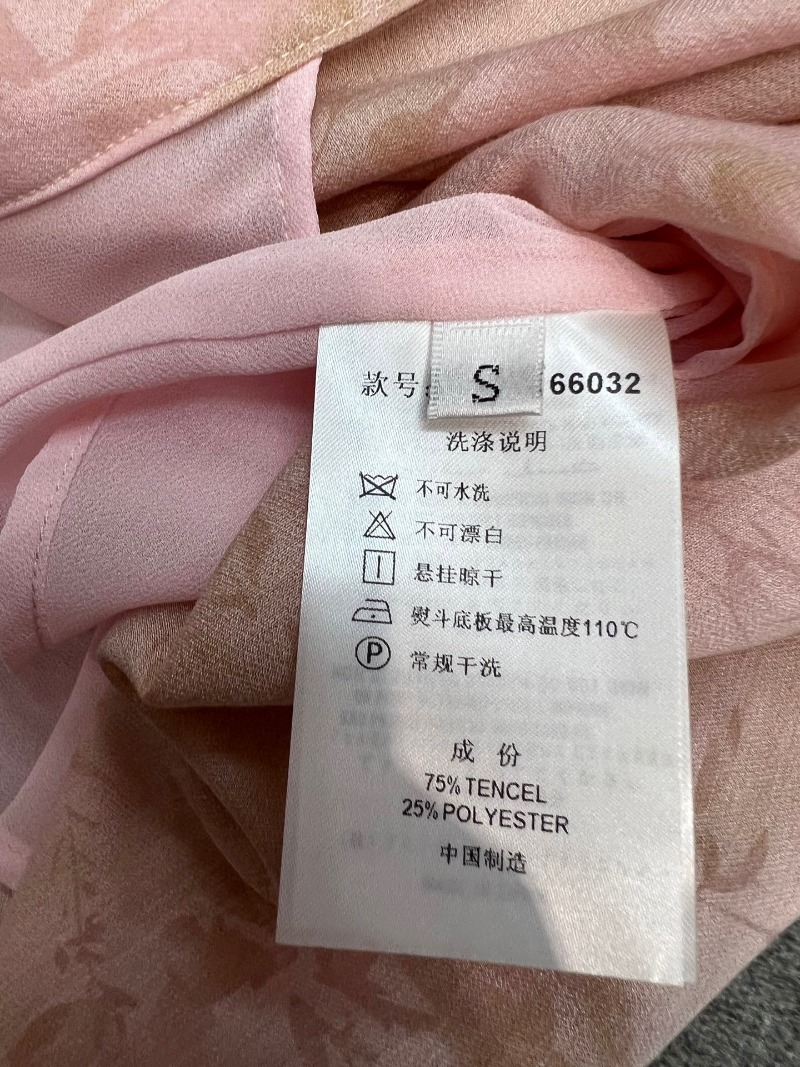 款号: S 66032
洗涤说明
不可水洗
不可漂白
悬挂晾干
熨斗底板最高温度110℃
P 常规干洗
成 份
75% TENCEL
25% POLYESTER
中国制造